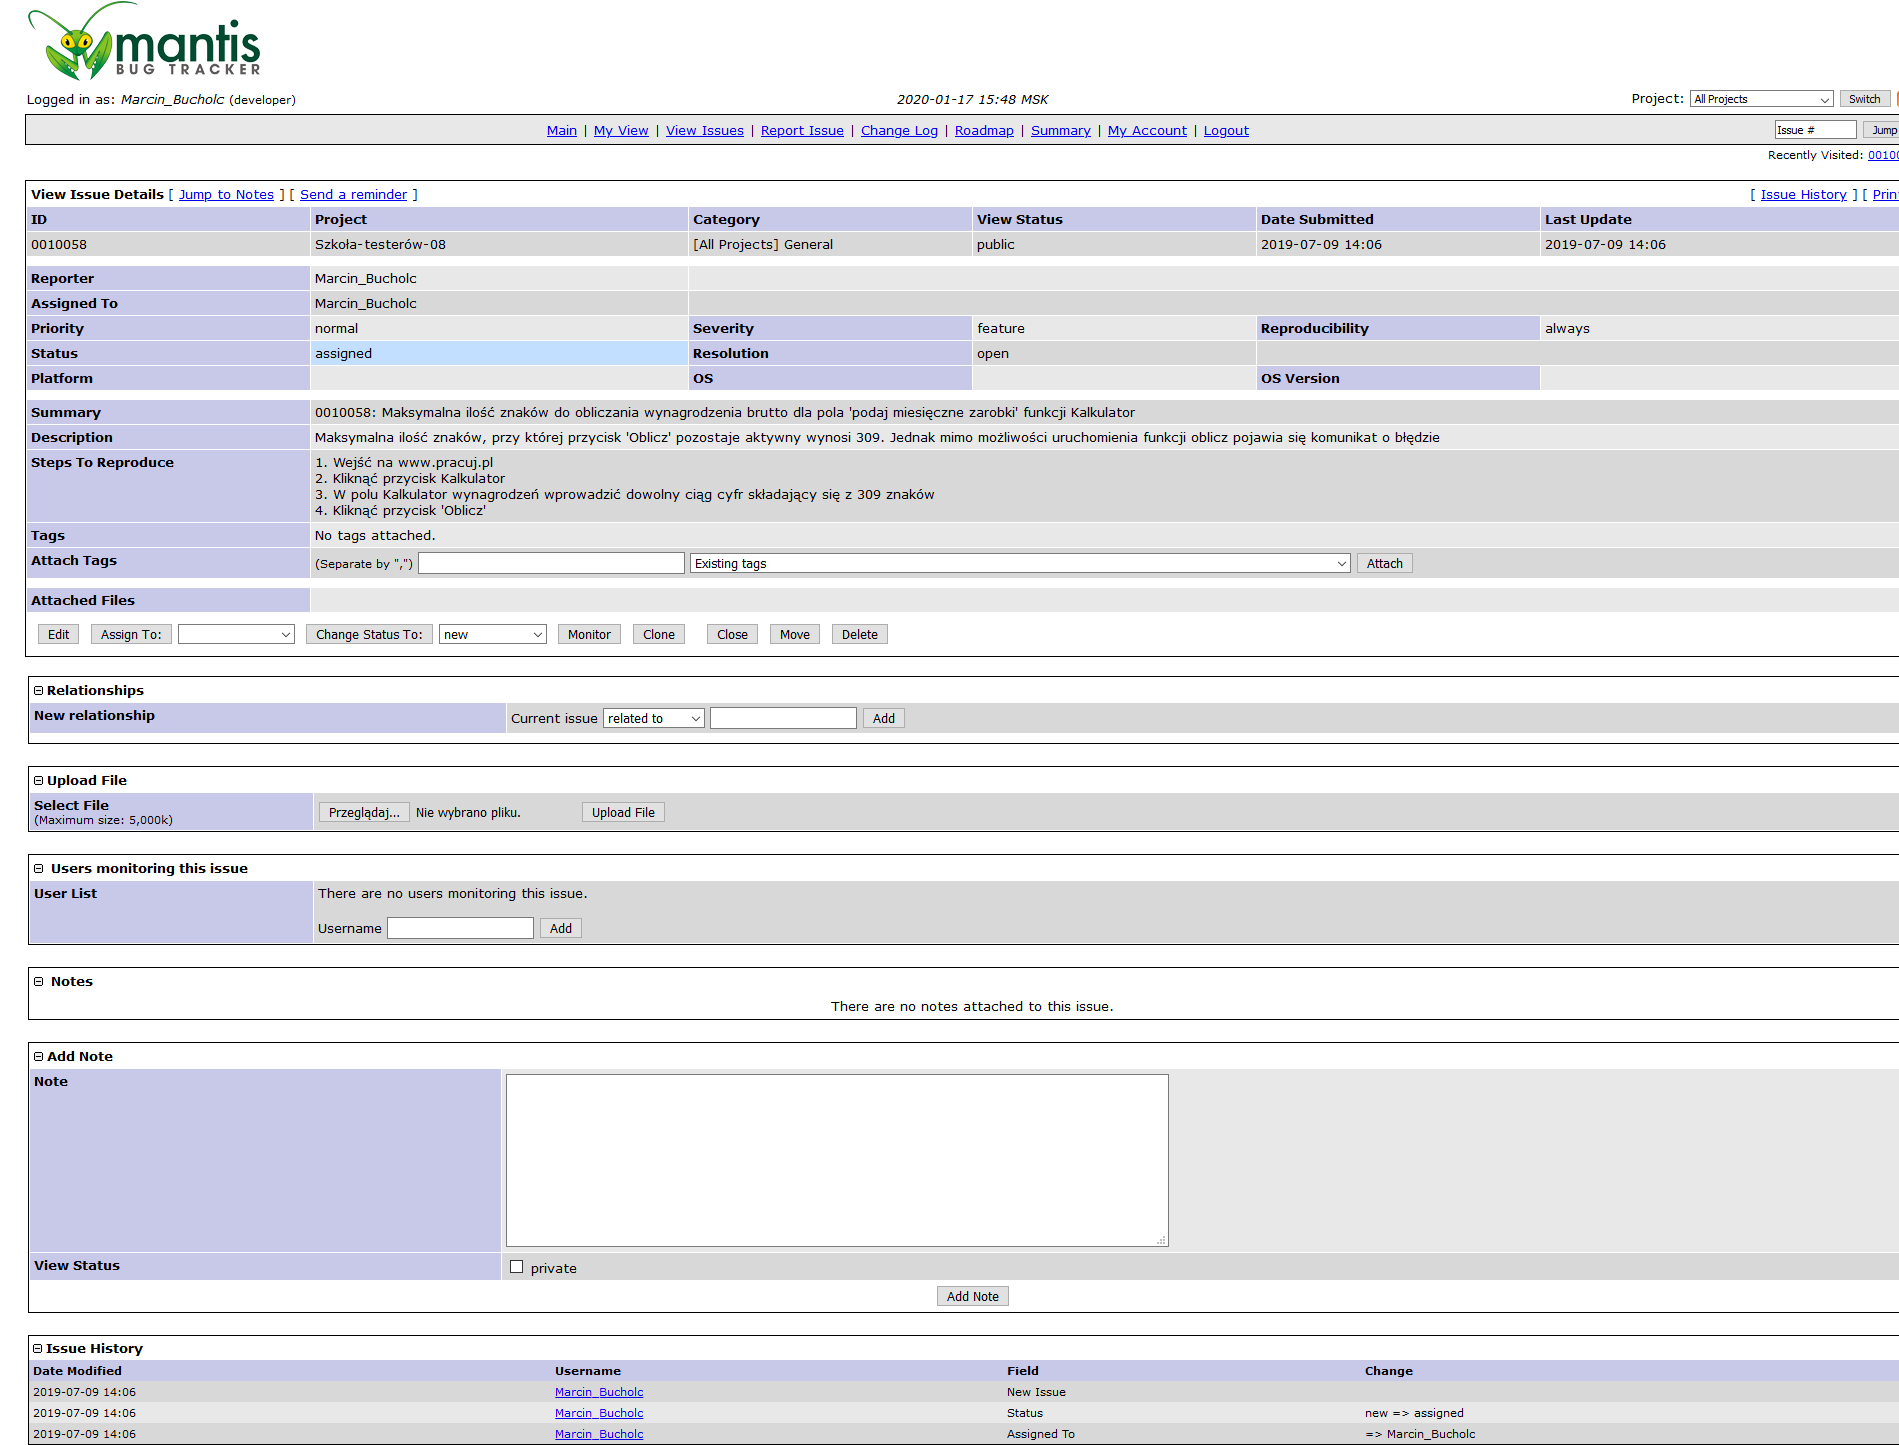 mantis
BUG TRACKER
Logged in as: Marcin_Bucholc (developer) 2020-01-17 15:48 MSK Project: All Projects Switch
Main | My View | View Issues | Report Issue | Change Log | Roadmap | Summary | My Account | Logout Issue # Jump
Recently Visited: 0010
View Issue Details [ Jump to Notes ] [ Send a reminder ] [ Issue History ] [ Prin
ID Project Category View Status Date Submitted Last Update
0010058 Szkoła-testerów-08 [All Projects] General public 2019-07-09 14:06 2019-07-09 14:06
Reporter Marcin_Bucholc
Assigned To Marcin_Bucholc
Priority normal Severity feature Reproducibility always
Status assigned Resolution open
Platform OS OS Version
Summary 0010058: Maksymalna ilość znaków do obliczania wynagrodzenia brutto dla pola 'podaj miesięczne zarobki' funkcji Kalkulator
Description Maksymalna ilość znaków, przy której przycisk 'Oblicz' pozostaje aktywny wynosi 309. Jednak mimo możliwości uruchomienia funkcji oblicz pojawia się komunikat o błędzie
Steps To Reproduce 1. Wejść na www.pracuj.pl
2. Kliknąć przycisk Kalkulator
3. W polu Kalkulator wynagrodzeń wprowadzić dowolny ciąg cyfr składający się z 309 znaków
4. Kliknąć przycisk 'Oblicz'
Tags No tags attached.
Attach Tags (Separate by ",") Existing tags Attach
Attached Files
Edit Assign To: Change Status To: new Monitor Clone Close Move Delete
Relationships
New relationship Current issue related to Add
Upload File
Select File
(Maximum size: 5,000k) Przeglądaj... Nie wybrano pliku. Upload File
Users monitoring this issue
User List There are no users monitoring this issue.
Username Add
Notes
There are no notes attached to this issue.
Add Note
Note
View Status private
Add Note
Issue History
Date Modified Username Field Change
2019-07-09 14:06 Marcin_Bucholc New Issue
2019-07-09 14:06 Marcin_Bucholc Status new => assigned
2019-07-09 14:06 Marcin_Bucholc Assigned To => Marcin_Bucholc